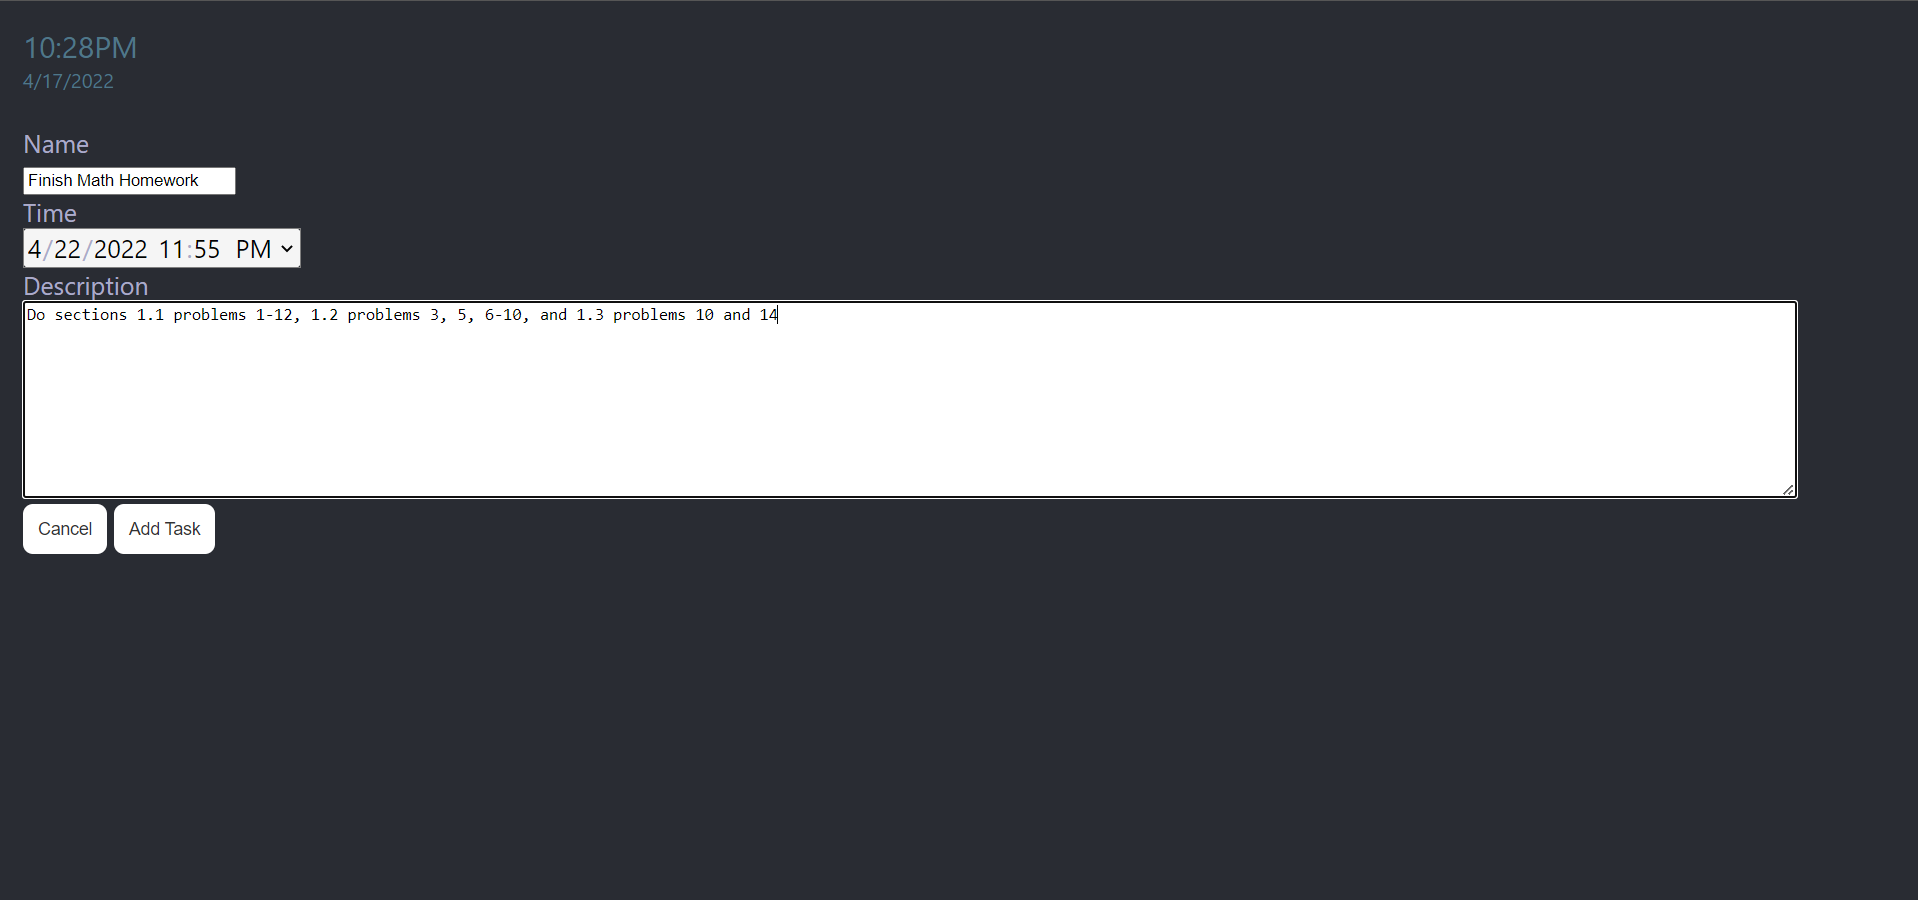 10:28PM
4/17/2022
Name
Finish Math Homework
Time
4/22/2022 11:55 PM
Description
Do sections 1.1 problems 1-12, 1.2 problems 3, 5, 6-10, and 1.3 problems 10 and 14
Cancel Add Task